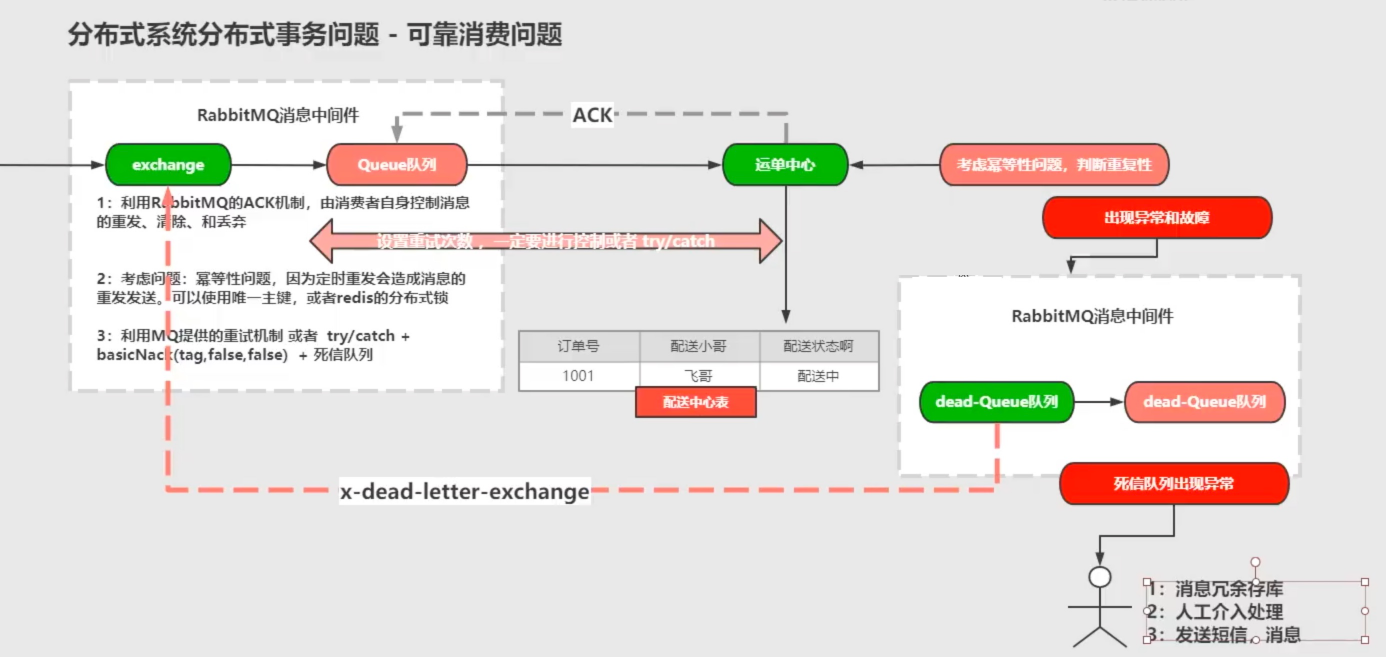 分布式系统分布式事务问题 - 可靠消费问题
RabbitMQ消息中间件
ACK
exchange
Queue队列
运单中心
考虑幂等性问题，判断重复性
1：利用RabbitMQ的ACK机制，由消费者自身控制消息
的重发、清除、和丢弃
出现异常和故障
设置重试次数 ，一定要进行控制或者 try/catch
2：考虑问题：幂等性问题，因为定时重发会造成消息的
重发发送。可以使用唯一主键，或者redis的分布式锁
3：利用MQ提供的重试机制 或者 try/catch +
basicNack(tag,false,false) + 死信队列
订单号 配送小哥 配送状态啊
1001 飞哥 配送中
配送中心表
RabbitMQ消息中间件
dead-Queue队列
dead-Queue队列
x-dead-letter-exchange
死信队列出现异常
1：消息冗余存库
2：人工介入处理
3：发送短信，消息